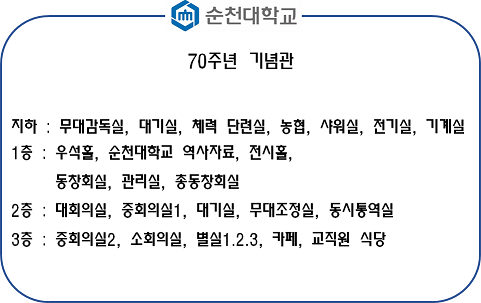 순천대학교
70주년 기념관
지하 : 무대감독실, 대기실, 체력 단련실, 농협, 샤워실, 전기실, 기계실
1층 : 우석홀, 순천대학교 역사자료, 전시홀,
동창회실, 관리실, 총동창회실
2층 : 대회의실, 중회의실1, 대기실, 무대조정실, 동시통역실
3층 : 중회의실2, 소회의실, 별실1.2.3, 카페, 교직원 식당